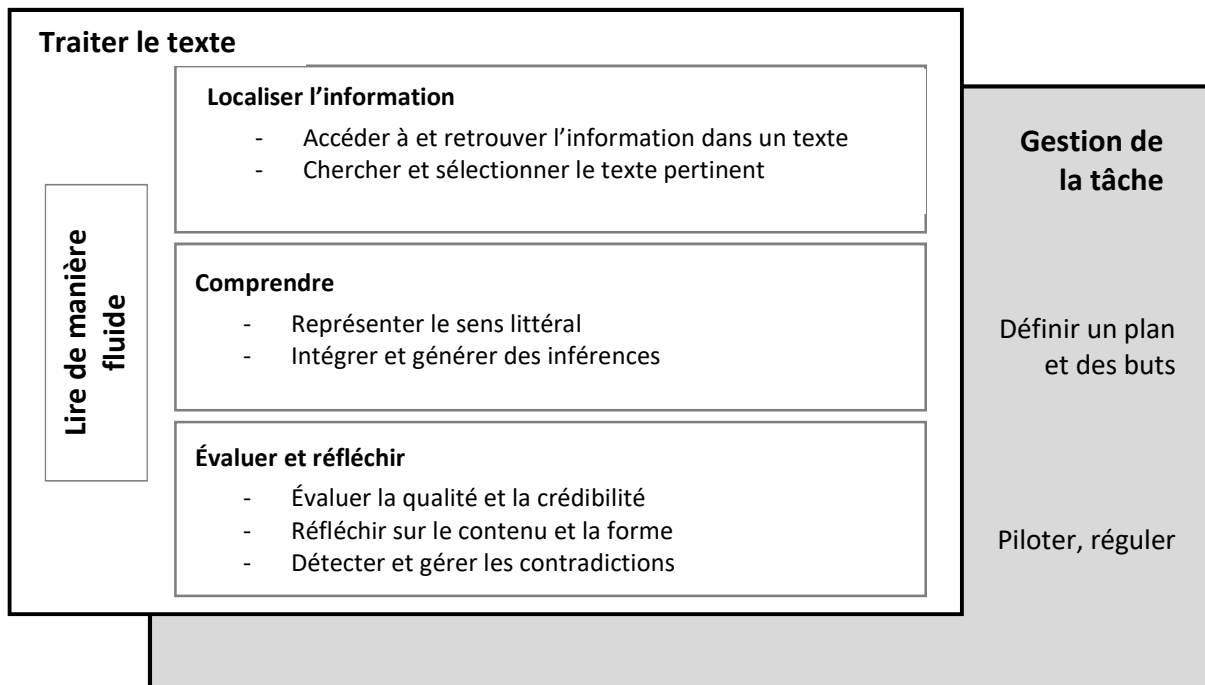 Traiter le texte
Localiser l’information
- Accéder à et retrouver l’information dans un texte
- Chercher et sélectionner le texte pertinent
Lire de manière
fluide
Comprendre
- Représenter le sens littéral
- Intégrer et générer des inférences
Évaluer et réfléchir
- Évaluer la qualité et la crédibilité
- Réfléchir sur le contenu et la forme
- Détecter et gérer les contradictions
Gestion de
la tâche
Définir un plan
et des buts
Piloter, réguler